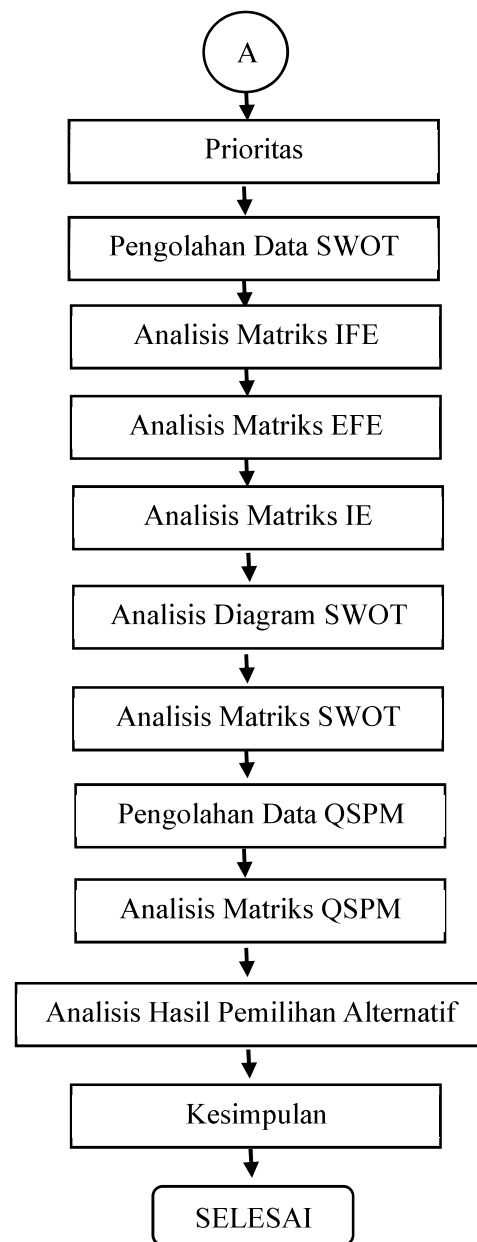 A
Prioritas
Pengolahan Data SWOT
Analisis Matriks IFE
Analisis Matriks EFE
Analisis Matriks IE
Analisis Diagram SWOT
Analisis Matriks SWOT
Pengolahan Data QSPM
Analisis Matriks QSPM
Analisis Hasil Pemilihan Alternatif
Kesimpulan
SELESAI